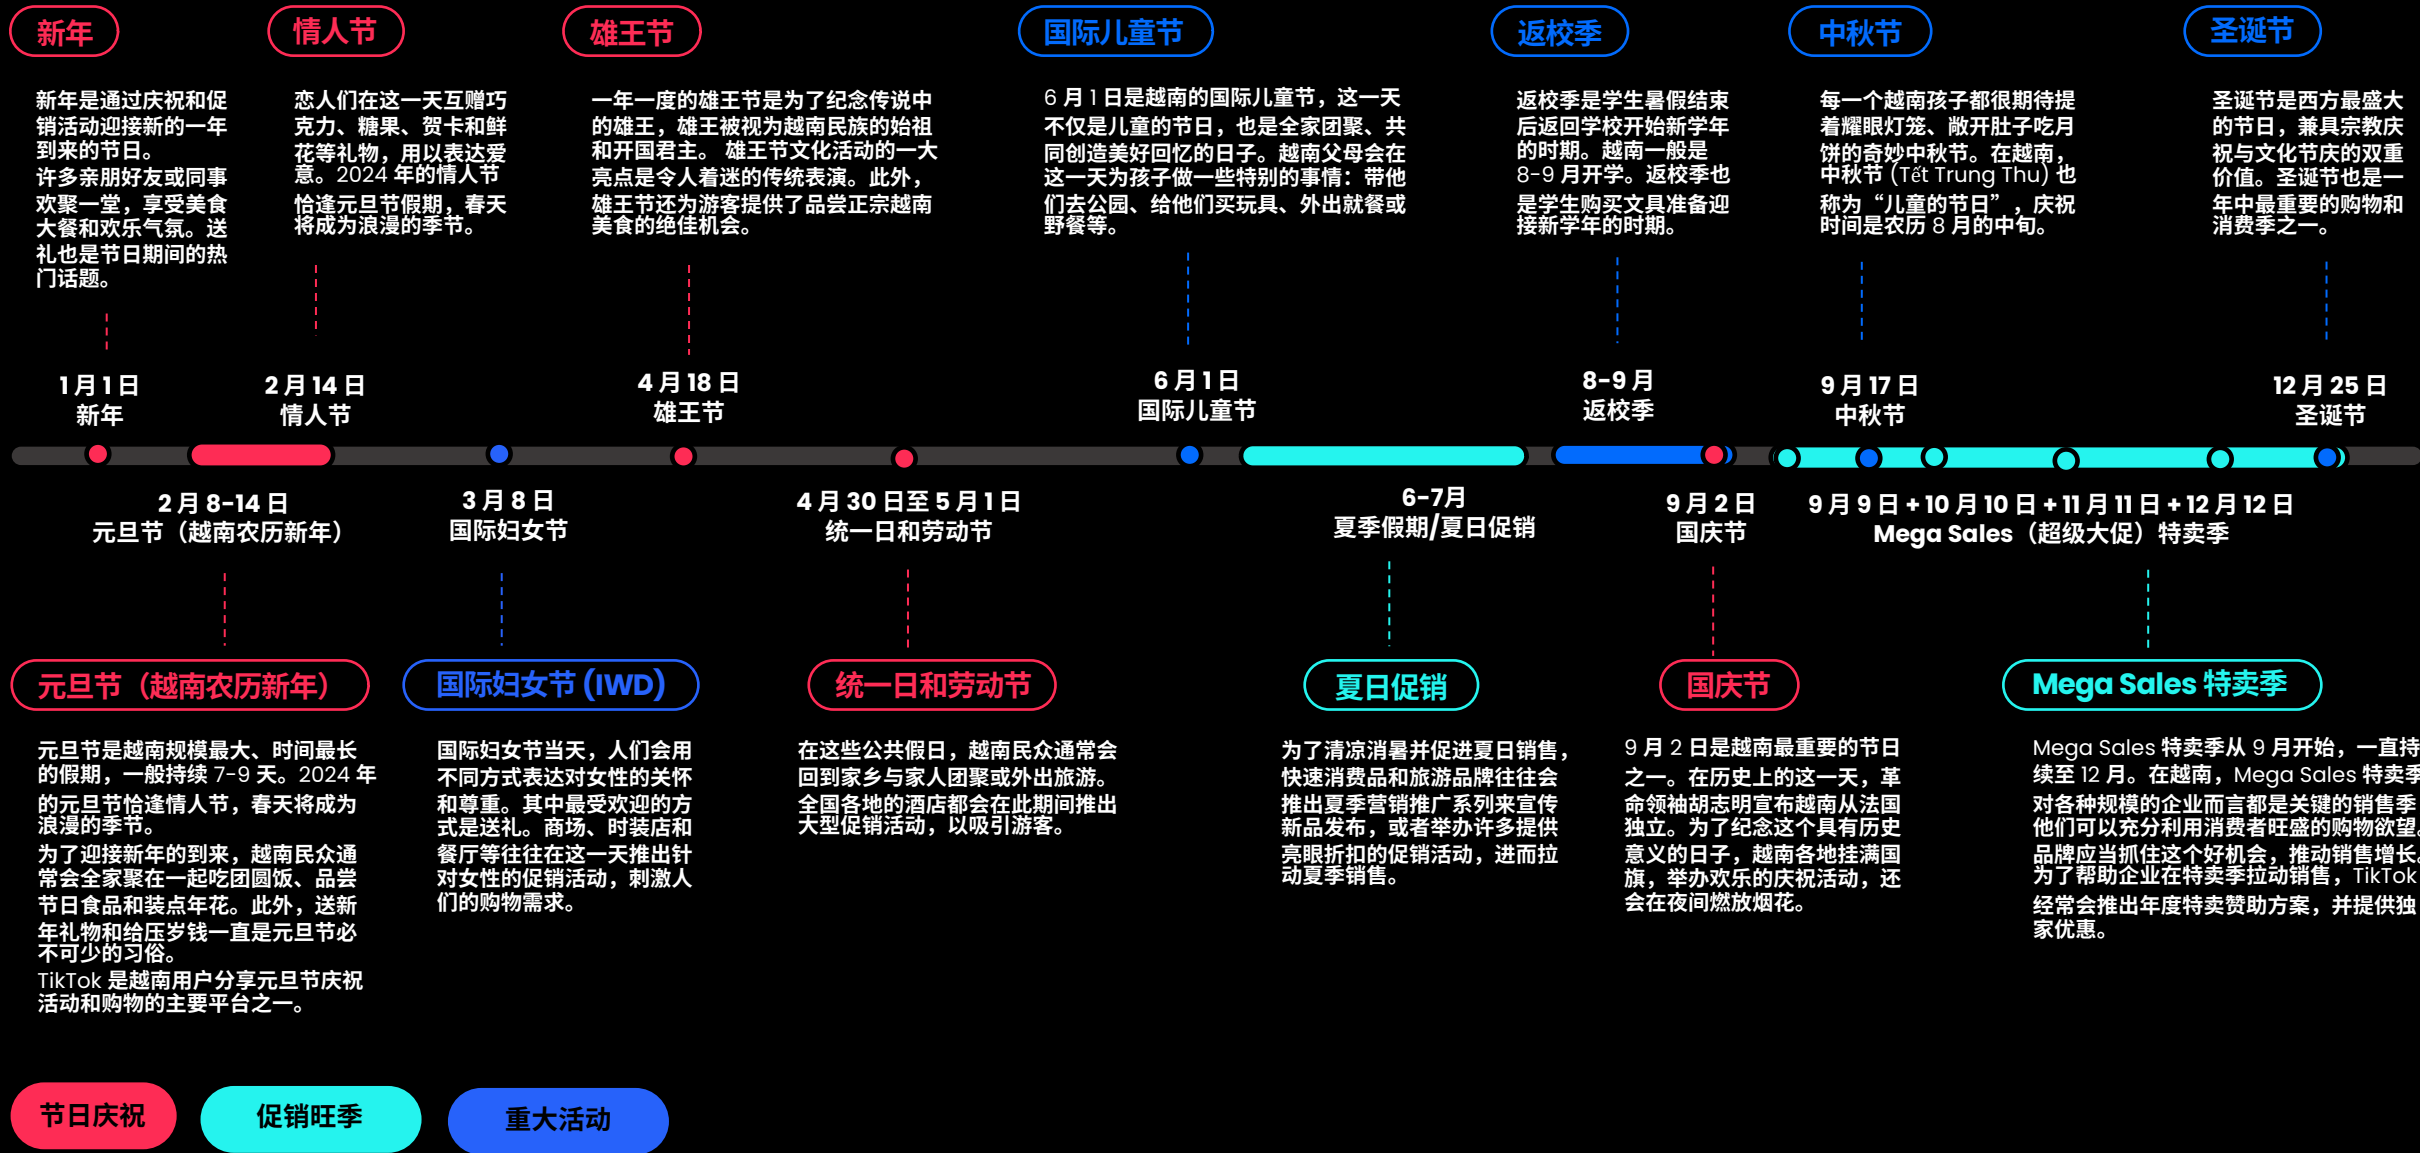 新年
新年是通过庆祝和促
销活动迎接新的一年
到来的节日。
许多亲朋好友或同事
欢聚一堂，享受美食
大餐和欢乐气氛。送
礼也是节日期间的热
门话题。
情人节
恋人们在这一天互赠巧
克力、糖果、贺卡和鲜
花等礼物，用以表达爱
意。2024 年的情人节
恰逢元旦节假期，春天
将成为浪漫的季节。
雄王节
一年一度的雄王节是为了纪念传说中
的雄王，雄王被视为越南民族的始祖
和开国君主。 雄王节文化活动的一大
亮点是令人着迷的传统表演。此外，
雄王节还为游客提供了品尝正宗越南
美食的绝佳机会。
国际儿童节
6 月 1 日是越南的国际儿童节，这一天
不仅是儿童的节日，也是全家团聚、共
同创造美好回忆的日子。越南父母会在
这一天为孩子做一些特别的事情：带他
们去公园、给他们买玩具、外出就餐或
野餐等。
返校季
返校季是学生暑假结束
后返回学校开始新学年
的时期。越南一般是
8-9 月开学。返校季也
是学生购买文具准备迎
接新学年的时期。
中秋节
每一个越南孩子都很期待提
着耀眼灯笼、敞开肚子吃月
饼的奇妙中秋节。在越南，
中秋节 (Tết Trung Thu) 也
称为“儿童的节日”，庆祝
时间是农历 8 月的中旬。
圣诞节
圣诞节是西方最盛大
的节日，兼具宗教庆
祝与文化节庆的双重
价值。圣诞节也是一
年中最重要的购物和
消费季之一。
1 月 1 日
新年
2 月 14 日
情人节
4 月 18 日
雄王节
6 月 1 日
国际儿童节
8-9 月
返校季
9 月 17 日
中秋节
12 月 25 日
圣诞节
2 月 8-14 日
元旦节（越南农历新年）
3 月 8 日
国际妇女节
4 月 30 日至 5 月 1 日
统一日和劳动节
6-7月
夏季假期/夏日促销
9 月 2 日
国庆节
9 月 9 日 + 10 月 10 日 + 11 月 11 日 + 12 月 12 日
Mega Sales（超级大促）特卖季
元旦节（越南农历新年）
元旦节是越南规模最大、时间最长
的假期，一般持续 7-9 天。2024 年
的元旦节恰逢情人节，春天将成为
浪漫的季节。
为了迎接新年的到来，越南民众通
常会全家聚在一起吃团圆饭、品尝
节日食品和装点年花。此外，送新
年礼物和给压岁钱一直是元旦节必
不可少的习俗。
TikTok 是越南用户分享元旦节庆祝
活动和购物的主要平台之一。
国际妇女节 (IWD)
国际妇女节当天，人们会用
不同方式表达对女性的关怀
和尊重。其中最受欢迎的方
式是送礼。商场、时装店和
餐厅等往往在这一天推出针
对女性的促销活动，刺激人
们的购物需求。
统一日和劳动节
在这些公共假日，越南民众通常会
回到家乡与家人团聚或外出旅游。
全国各地的酒店都会在此期间推出
大型促销活动，以吸引游客。
夏日促销
为了清凉消暑并促进夏日销售，
快速消费品和旅游品牌往往会
推出夏季营销推广系列来宣传
新品发布，或者举办许多提供
亮眼折扣的促销活动，进而拉
动夏季销售。
国庆节
9 月 2 日是越南最重要的节日
之一。在历史上的这一天，革
命领袖胡志明宣布越南从法国
独立。为了纪念这个具有历史
意义的日子，越南各地挂满国
旗，举办欢乐的庆祝活动，还
会在夜间燃放烟花。
Mega Sales 特卖季
Mega Sales 特卖季从 9 月开始，一直持
续至 12 月。在越南，Mega Sales 特卖季
对各种规模的企业而言都是关键的销售季
他们可以充分利用消费者旺盛的购物欲望。
品牌应当抓住这个好机会，推动销售增长。
为了帮助企业在特卖季拉动销售，TikTok
经常会推出年度特卖赞助方案，并提供独
家优惠。
节日庆祝
促销旺季
重大活动